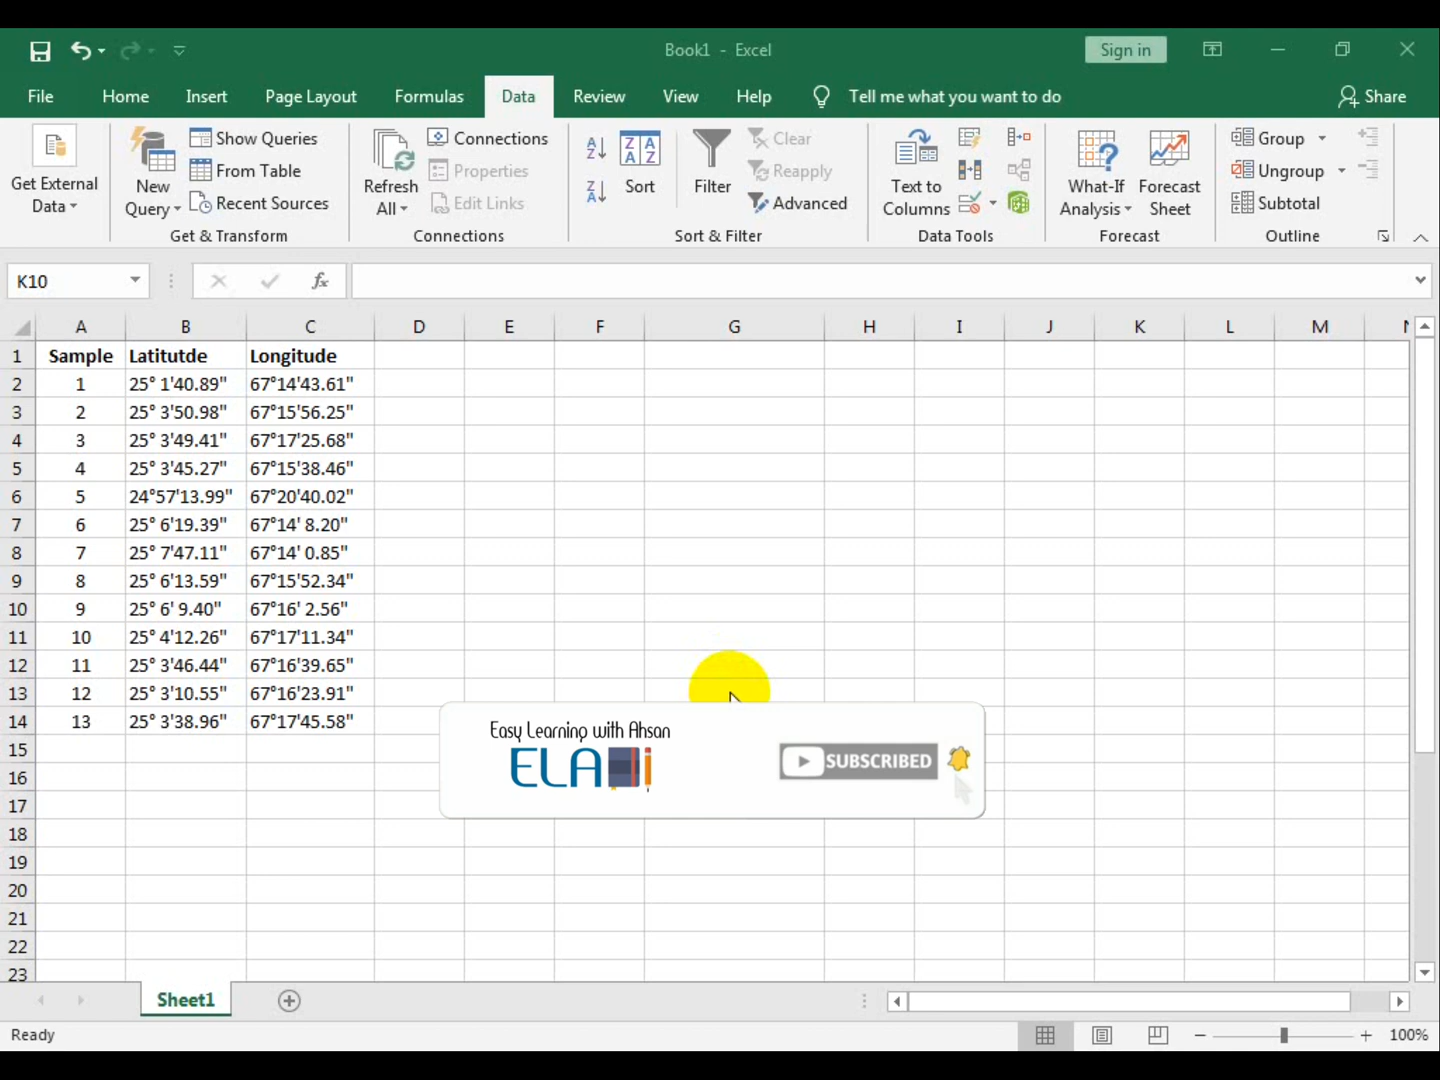 Book1 - Excel
Sign in
File Home Insert Page Layout Formulas Data Review View Help Tell me what you want to do Share
Get External Data
New Query
Show Queries
From Table
Recent Sources
Get & Transform
Refresh All
Connections
Properties
Edit Links
Connections
Sort
Filter
Clear
Reapply
Advanced
Sort & Filter
Text to Columns
Data Tools
What-If Analysis
Forecast Sheet
Forecast
Group
Ungroup
Subtotal
Outline
K10
fx
A B C D E F G H I J K L M
1 Sample Latitutde Longitude
2 1 25° 1'40.89" 67°14'43.61"
3 2 25° 3'50.98" 67°15'56.25"
4 3 25° 3'49.41" 67°17'25.68"
5 4 25° 3'45.27" 67°15'38.46"
6 5 24°57'13.99" 67°20'40.02"
7 6 25° 6'19.39" 67°14' 8.20"
8 7 25° 7'47.11" 67°14' 0.85"
9 8 25° 6'13.59" 67°15'52.34"
10 9 25° 6' 9.40" 67°16' 2.56"
11 10 25° 4'12.26" 67°17'11.34"
12 11 25° 3'46.44" 67°16'39.65"
13 12 25° 3'10.55" 67°16'23.91"
14 13 25° 3'38.96" 67°17'45.58"
15
16
17
18
19
20
21
22
23
Easy Learning with Ahsan
ELA
SUBSCRIBED
Sheet1
Ready
100%